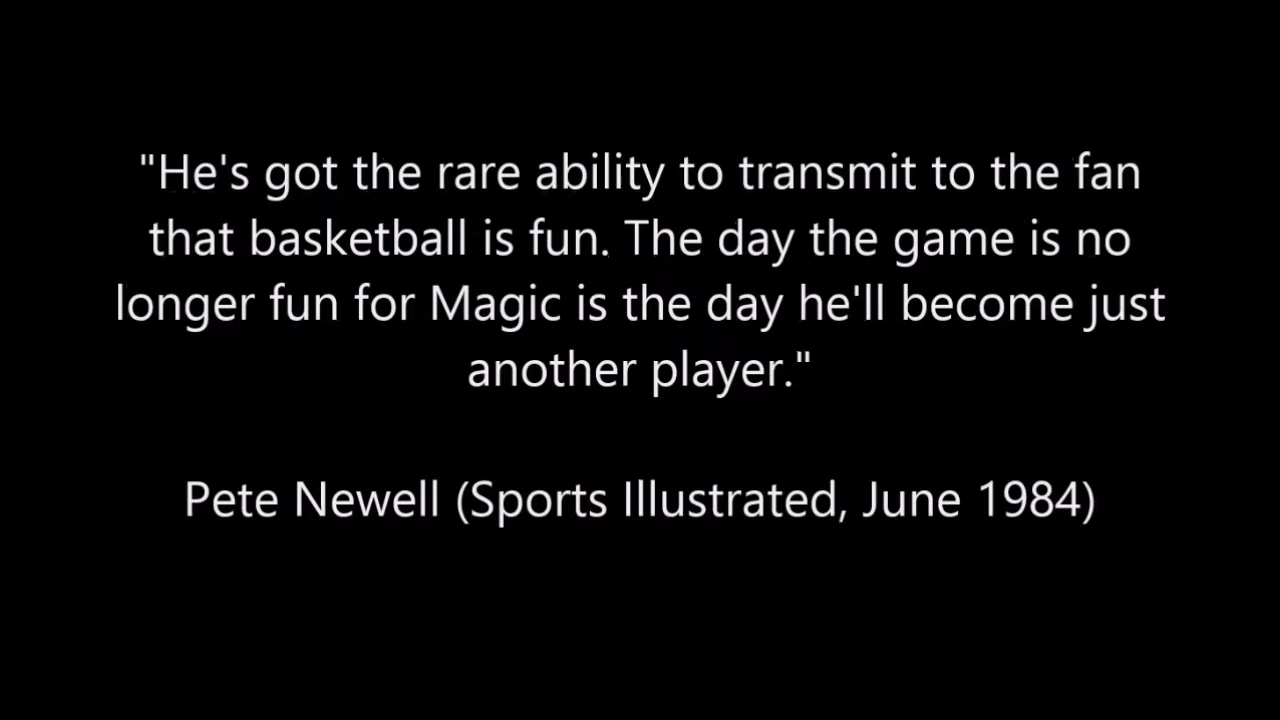 "He's got the rare ability to transmit to the fan
that basketball is fun. The day the game is no
longer fun for Magic is the day he'll become just
another player."
Pete Newell (Sports Illustrated, June 1984)